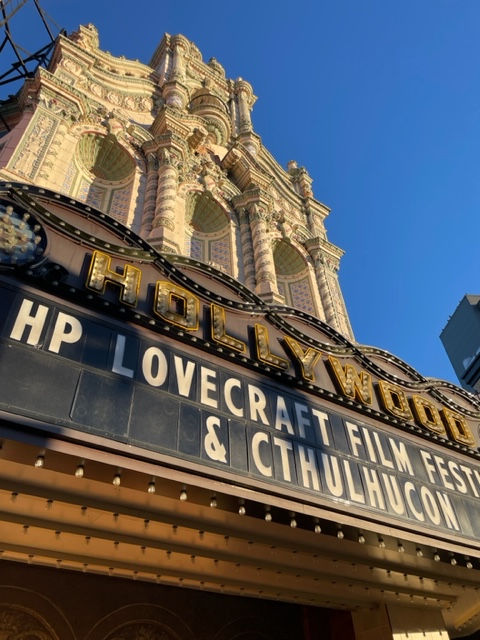 HOLLYWOOD
HP LOVECRAFT FILM FESTI
& CTHULHUCON